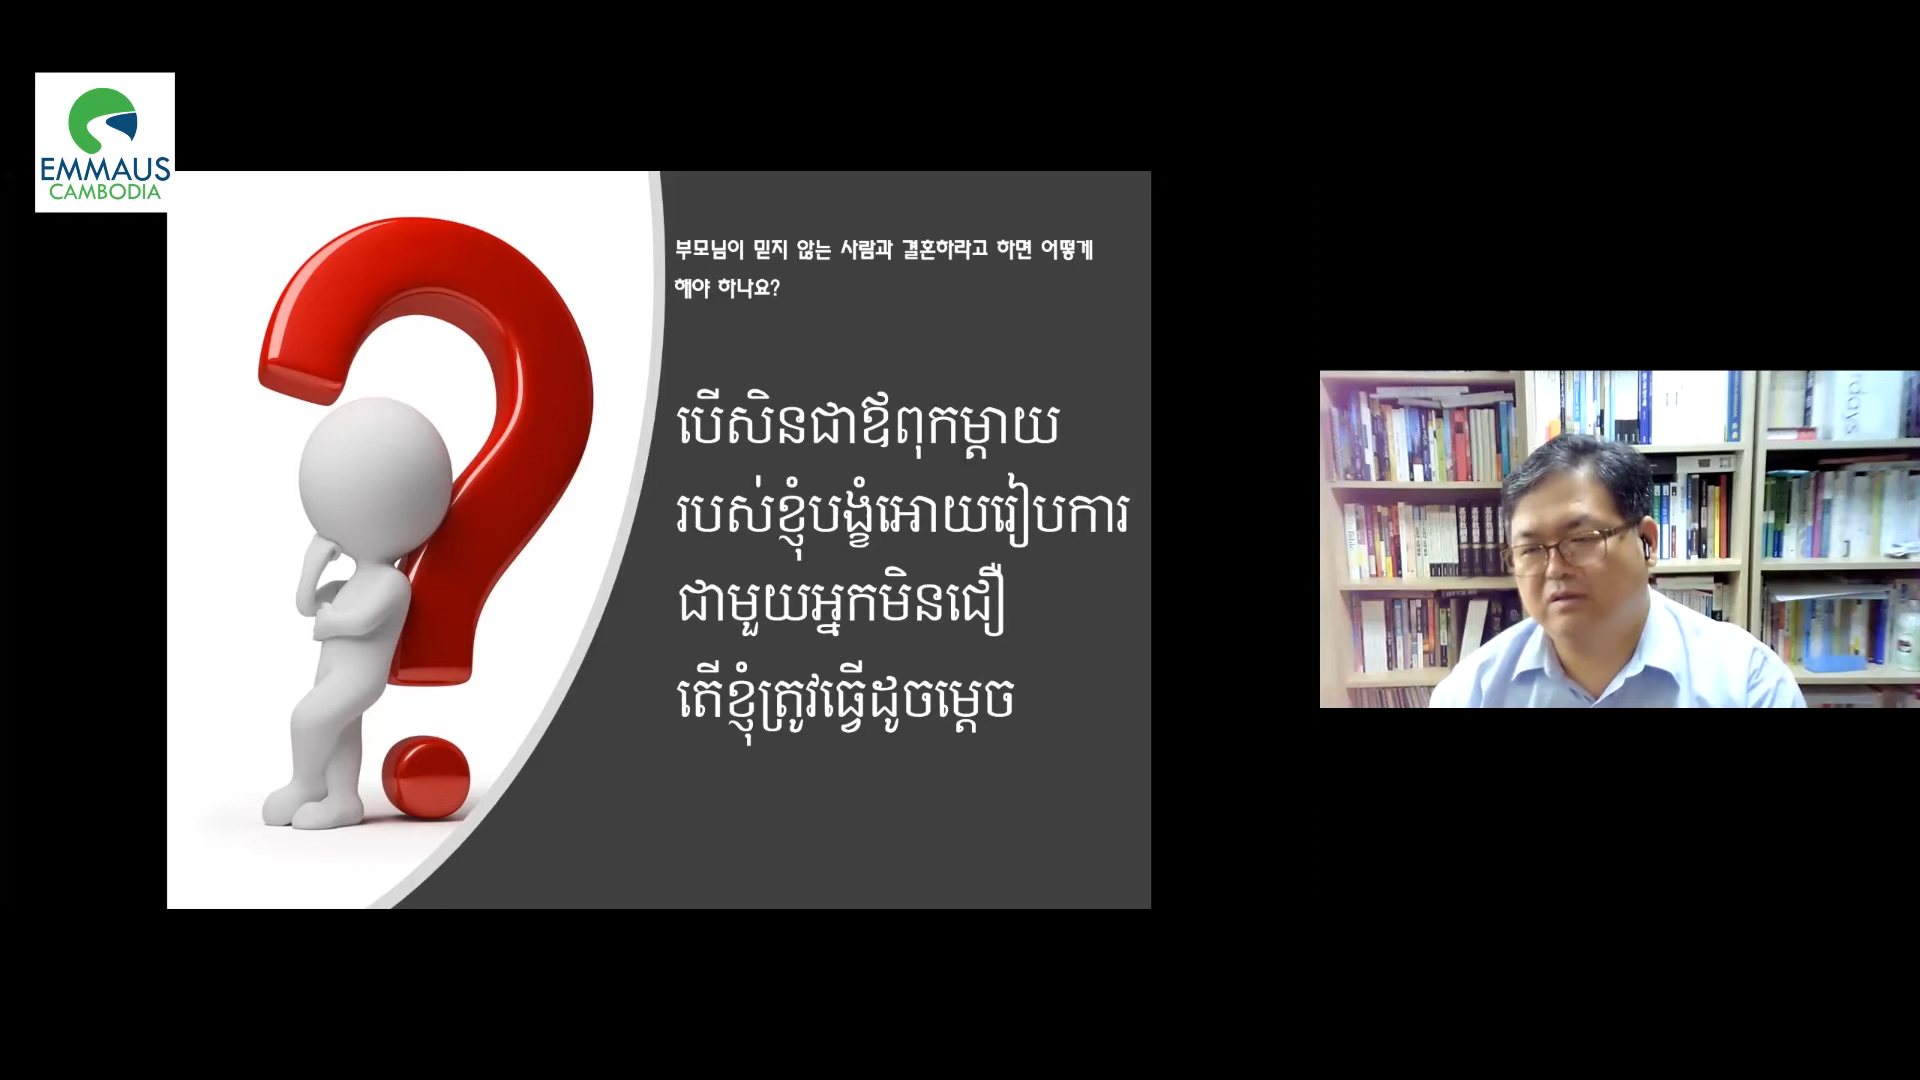 EMMAUS
CAMBODIA
부모님이 믿지 않는 사람과 결혼하라고 하면 어떻게
해야 하나요?
បើសិនជាឪពុកម្តាយ
របស់ខ្ញុំបង្ខំអោយរៀបការ
ជាមួយអ្នកមិនជឿ
តើខ្ញុំត្រូវធ្វើដូចម្តេច